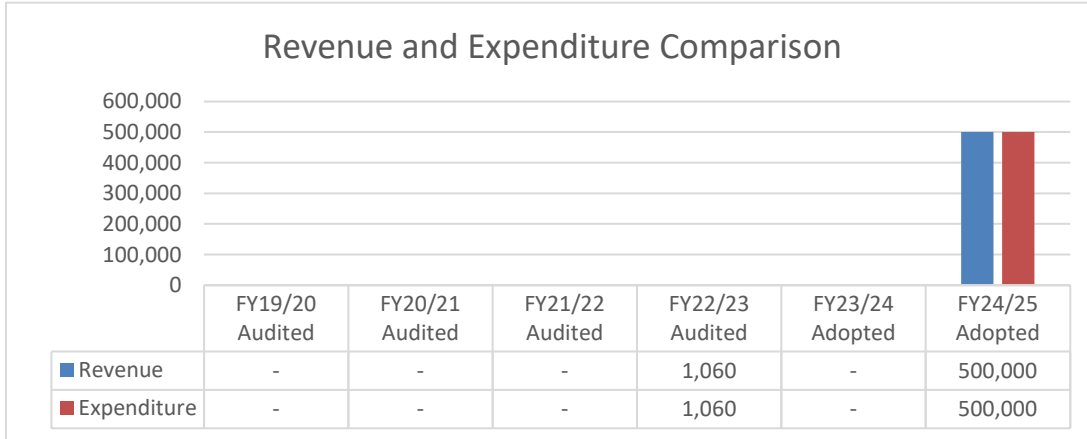 Revenue and Expenditure Comparison
600,000
500,000
400,000
300,000
200,000
100,000
0
FY19/20 FY20/21 FY21/22 FY22/23 FY23/24 FY24/25
Audited Audited Audited Audited Adopted Adopted
Revenue - - - 1,060 - 500,000
Expenditure - - - 1,060 - 500,000